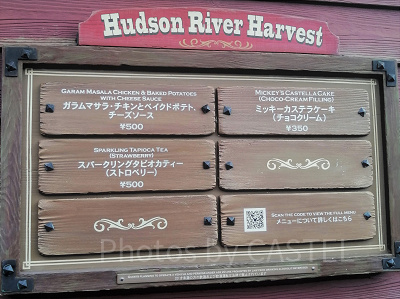 Hudson River Harvest
Garam Masala Chicken & Baked Potatoes
with Cheese Sauce
ガラムマサラ・チキンとベイクドポテト、
チーズソース
¥500
Mickey's Castella Cake
(Choco-Cream Filling)
ミッキーカステラケーキ
(チョコクリーム)
¥350
Sparkling Tapioca Tea
(Strawberry)
スパークリングタピオカティー
(ストロベリー)
¥500
Scan the code to view the full menu
メニューについて詳しくはこちら
Photos By CASTEL